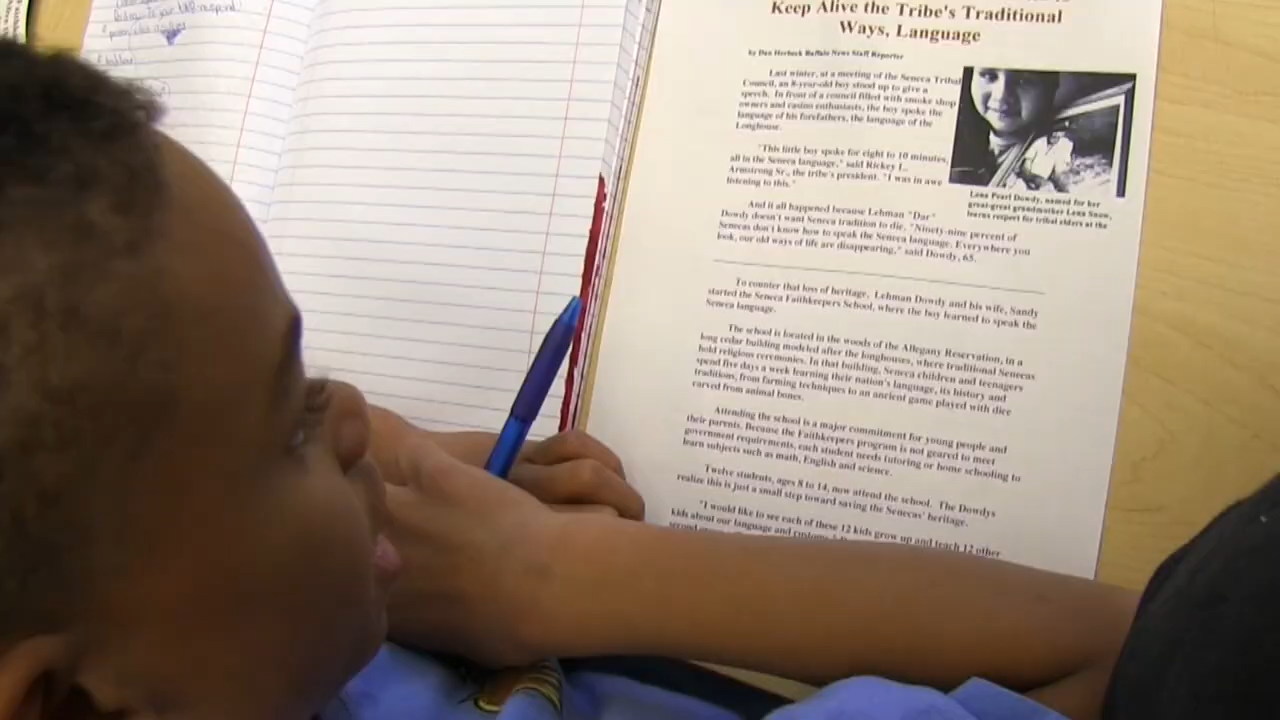 Keep Alive the Tribe's Traditional
Ways, Language
by Dan Herbeck Buffalo News Staff Reporter
Last winter, at a meeting of the Seneca Tribal
Council, an 8-year-old boy stood up to give a
speech. In front of a council filled with smoke shop
owners and casino enthusiasts, the boy spoke the
language of his forefathers, the language of the
Longhouse.
"This little boy spoke for eight to 10 minutes,
all in the Seneca language," said Rickey L.
Armstrong Sr., the tribe's president. "I was in awe
listening to this."
And it all happened because Lehman "Dar"
Dowdy doesn't want Seneca tradition to die. "Ninety-nine percent of
Senecas don't know how to speak the Seneca language. Everywhere you
look, our old ways of life are disappearing," said Dowdy, 65.
Lena Pearl Dowdy, named for her
great-great grandmother Lena Snow,
learns respect for tribal elders at the
To counter that loss of heritage, Lehman Dowdy and his wife, Sandy
started the Seneca Faithkeepers School, where the boy learned to speak the
Seneca language.
The school is located in the woods of the Allegany Reservation, in a
long cedar building modeled after the longhouses, where traditional Senecas
hold religious ceremonies. In that building, Seneca children and teenagers
spend five days a week learning their nation's language, its history and
traditions, from farming techniques to an ancient game played with dice
carved from animal bones.
Attending the school is a major commitment for young people and
their parents. Because the Faithkeepers program is not geared to meet
government requirements, each student needs tutoring or home schooling to
learn subjects such as math, English and science.
Twelve students, ages 8 to 14, now attend the school. The Dowdys
realize this is just a small step toward saving the Senecas' heritage.
"I would like to see each of these 12 kids grow up and teach 12 other
kids about our language and customs,"